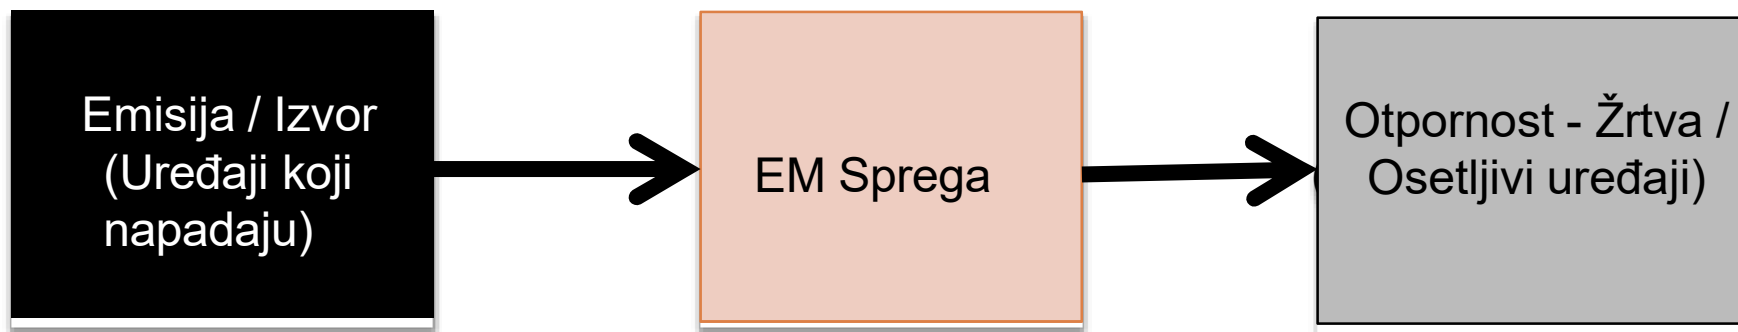 Emisija / Izvor
(Uređaji koji
napadaju)
EM Sprega
Otpornost - Žrtva /
Osetljivi uređaji)